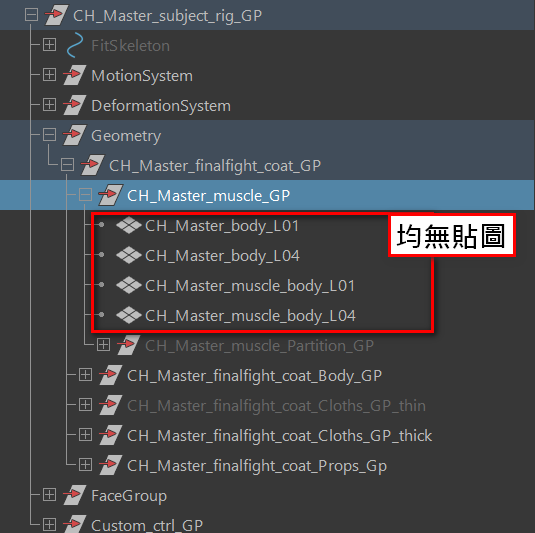 CH_Master_subject_rig_GP
FitSkeleton
MotionSystem
DeformationSystem
Geometry
CH_Master_finalfight_coat_GP
CH_Master_muscle_GP
CH_Master_body_L01
均無貼圖
CH_Master_body_L04
CH_Master_muscle_body_L01
CH_Master_muscle_body_L04
CH_Master_muscle_Partition_GP
CH_Master_finalfight_coat_Body_GP
CH_Master_finalfight_coat_Cloths_GP_thin
CH_Master_finalfight_coat_Cloths_GP_thick
CH_Master_finalfight_coat_Props_Gp
FaceGroup
Custom_ctrl_GP